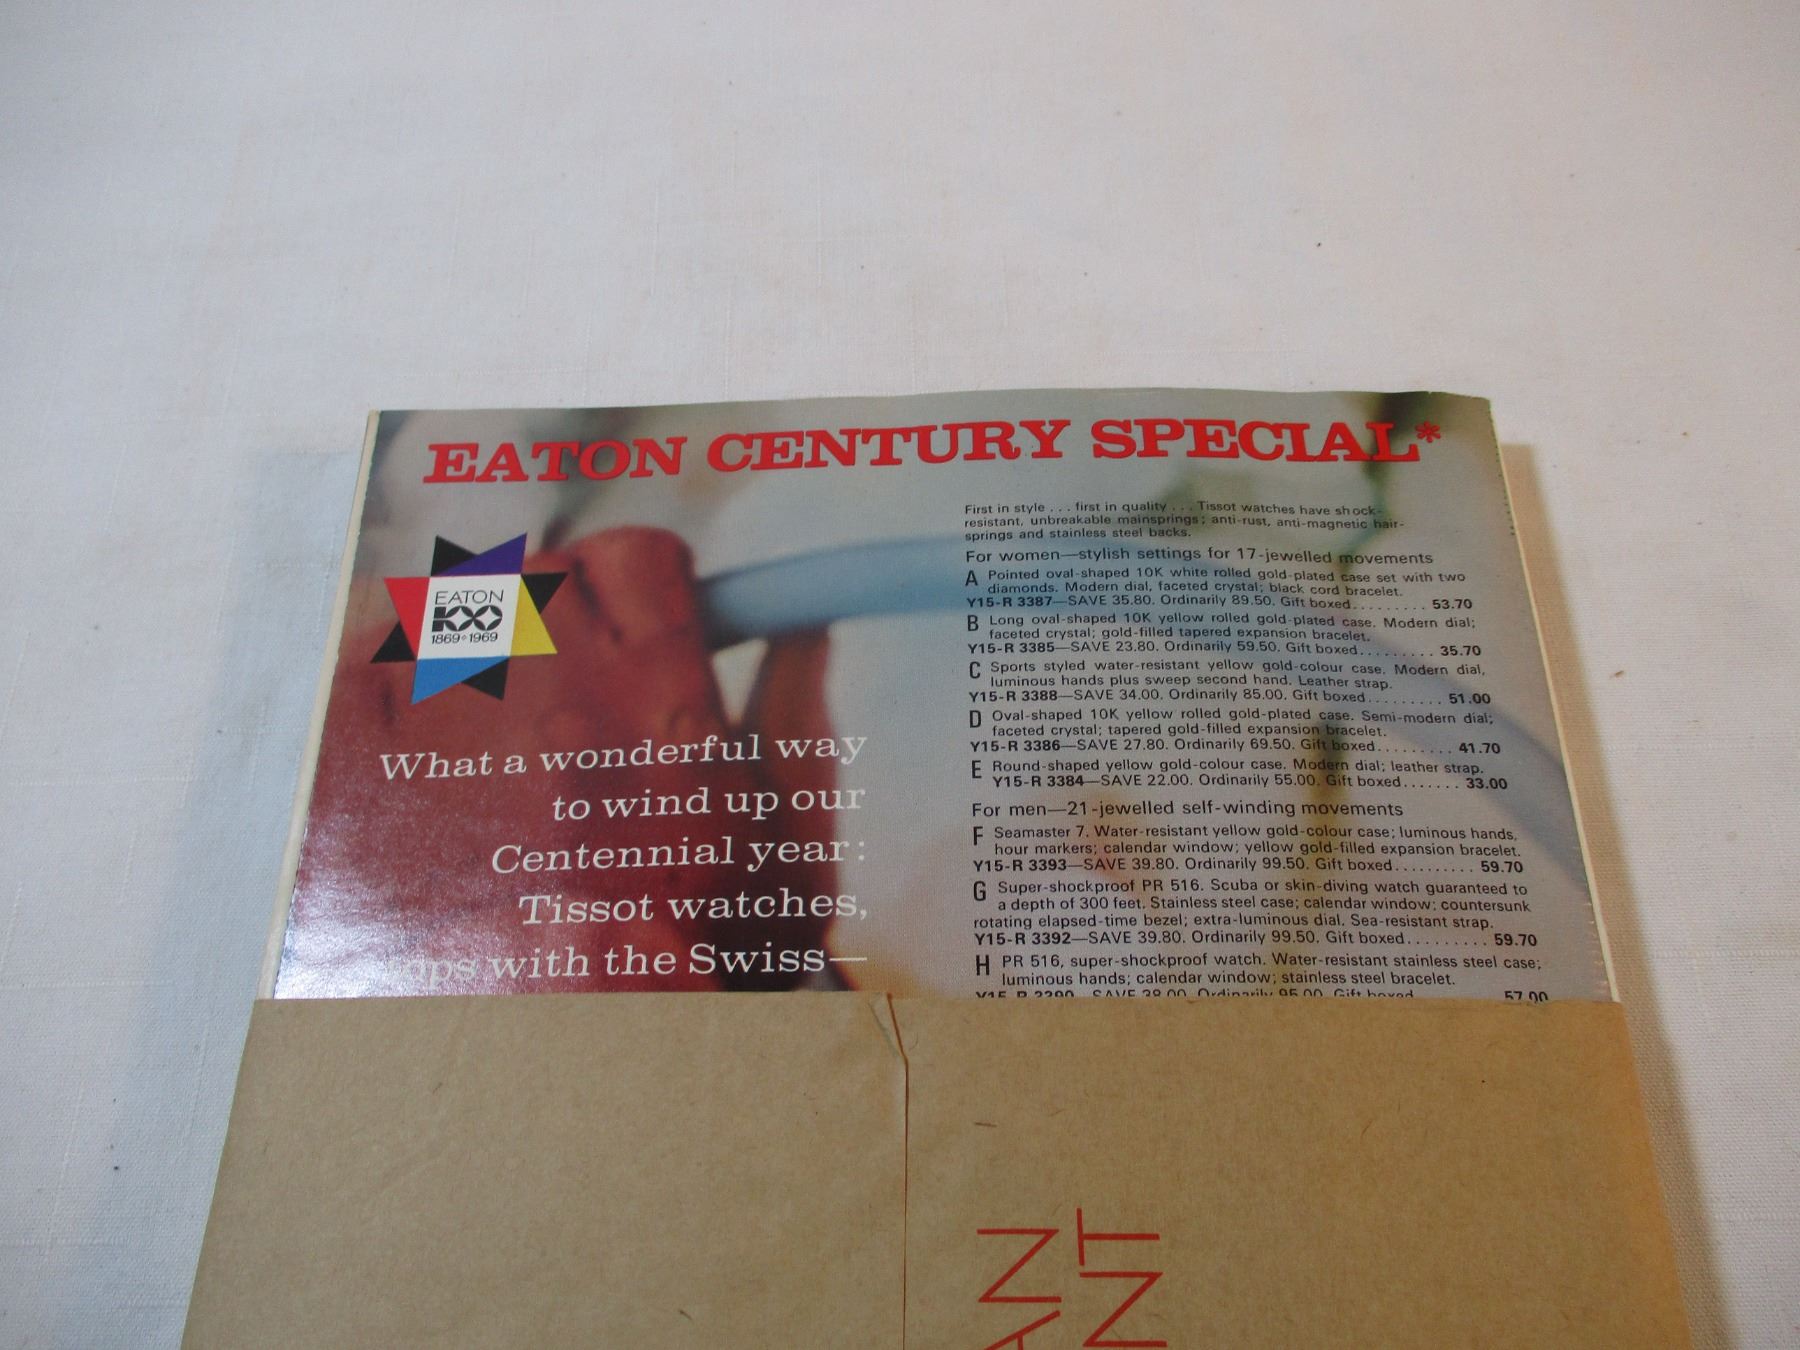 EATON CENTURY SPECIAL*
EATON
100
1869 1969
What a wonderful way
to wind up our
Centennial year:
Tissot watches,
with the Swiss—
First in style . . . first in quality . . . Tissot watches have shock-
resistant, unbreakable mainsprings; anti-rust, anti-magnetic hair-
springs and stainless steel backs.
For women—stylish settings for 17-jewelled movements
A Pointed oval-shaped 10K white rolled gold-plated case set with two
diamonds. Modern dial, faceted crystal; black cord bracelet.
Y15-R 3387—SAVE 35.80. Ordinarily 89.50. Gift boxed......... 53.70
B Long oval-shaped 10K yellow rolled gold-plated case. Modern dial;
faceted crystal; gold-filled tapered expansion bracelet.
Y15-R 3385—SAVE 23.80. Ordinarily 59.50. Gift boxed......... 35.70
C Sports styled water-resistant yellow gold-colour case. Modern dial,
luminous hands plus sweep second hand. Leather strap.
Y15-R 3388—SAVE 34.00. Ordinarily 85.00. Gift boxed......... 51.00
D Oval-shaped 10K yellow rolled gold-plated case. Semi-modern dial;
faceted crystal; tapered gold-filled expansion bracelet.
Y15-R 3386—SAVE 27.80. Ordinarily 69.50. Gift boxed......... 41.70
E Round-shaped yellow gold-colour case. Modern dial; leather strap.
Y15-R 3384—SAVE 22.00. Ordinarily 55.00. Gift boxed....... 33.00
For men—21-jewelled self-winding movements
F Seamaster 7. Water-resistant yellow gold-colour case; luminous hands,
hour markers; calendar window; yellow gold-filled expansion bracelet.
Y15-R 3393—SAVE 39.80. Ordinarily 99.50. Gift boxed......... 59.70
G Super-shockproof PR 516. Scuba or skin-diving watch guaranteed to
a depth of 300 feet. Stainless steel case; calendar window; countersunk
rotating elapsed-time bezel; extra-luminous dial. Sea-resistant strap.
Y15-R 3392—SAVE 39.80. Ordinarily 99.50. Gift boxed......... 59.70
H PR 516, super-shockproof watch. Water-resistant stainless steel case;
luminous hands; calendar window; stainless steel bracelet.
Y15-R 3390—SAVE 38.00. Ordinarily 95.00. Gift boxed 57.00